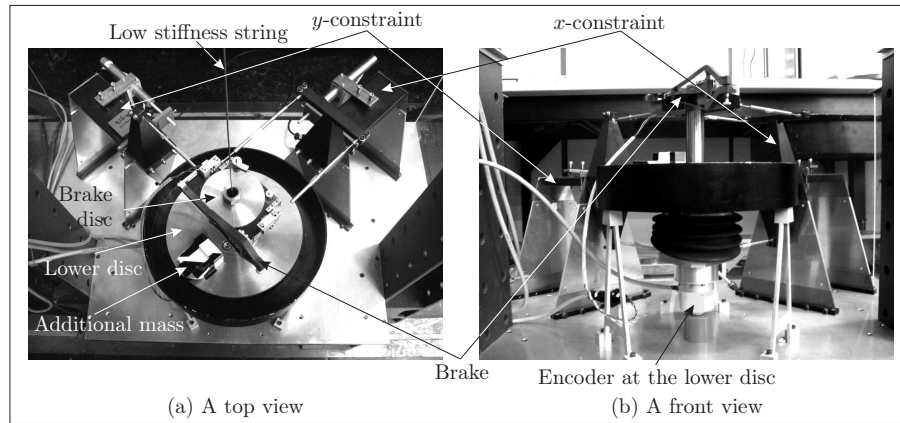 Low stiffness string
y-constraint
x-constraint
Brake
disc
Lower disc
Additional mass
Brake
Encoder at the lower disc
(a) A top view
(b) A front view